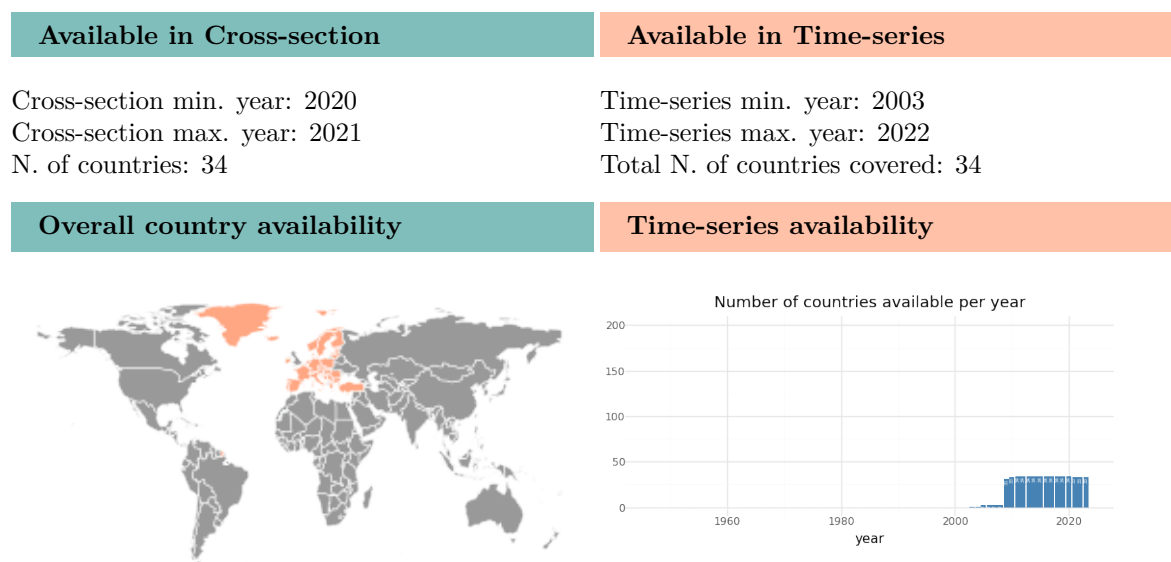 Available in Cross-section
Available in Time-series
Cross-section min. year: 2020
Cross-section max. year: 2021
N. of countries: 34
Time-series min. year: 2003
Time-series max. year: 2022
Total N. of countries covered: 34
Overall country availability
Time-series availability
Number of countries available per year
200
150
100
50
0
1960
1980
2000
2020
year